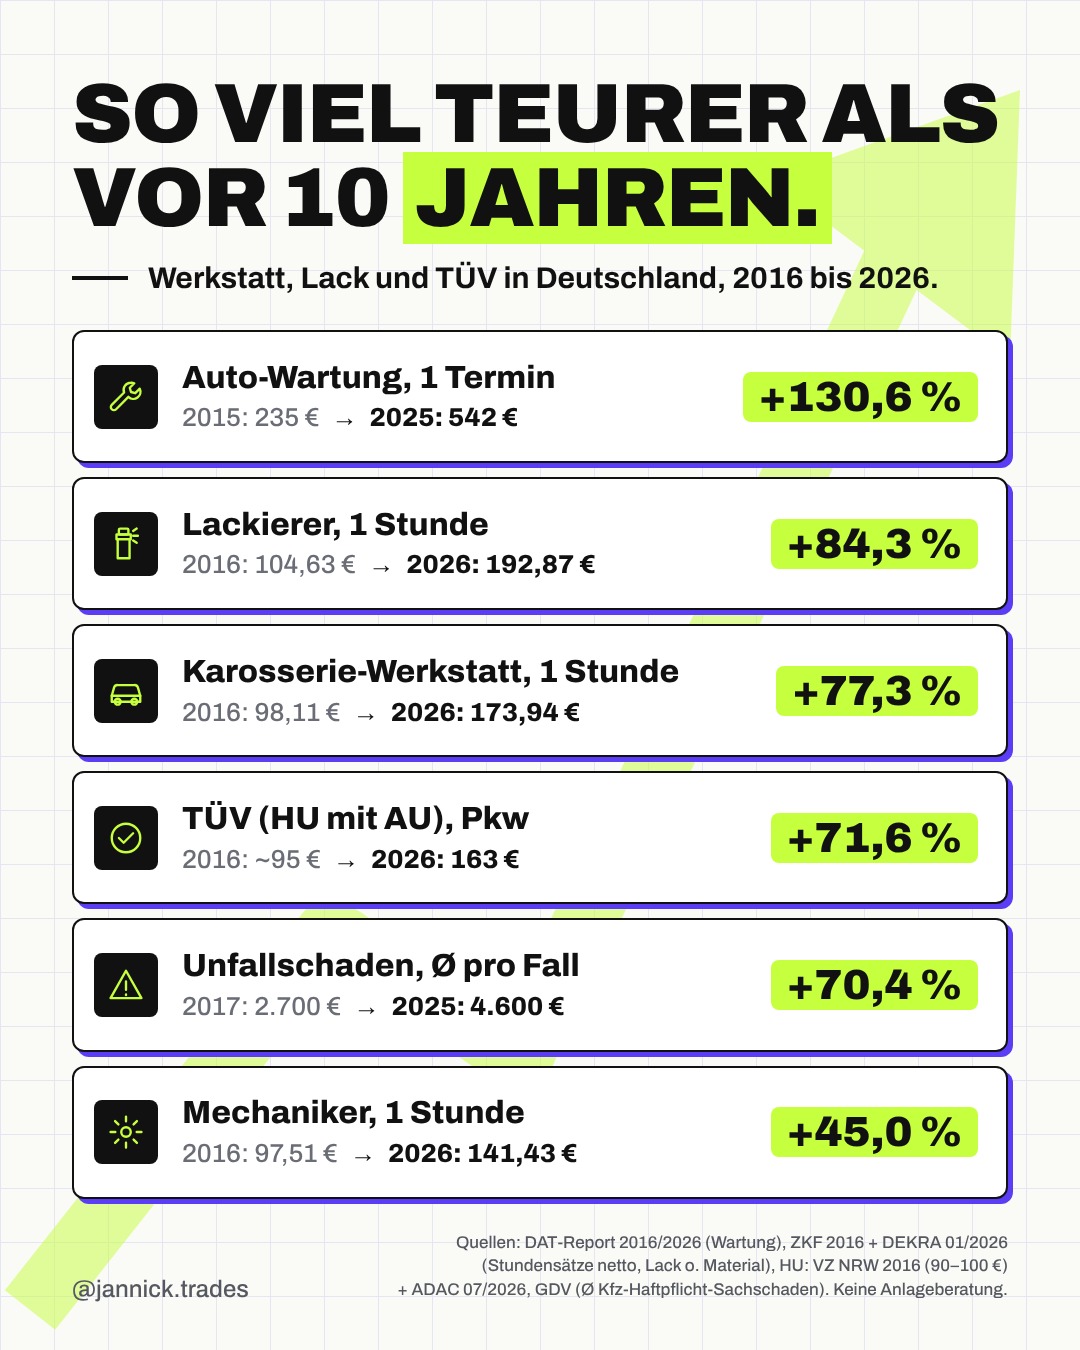 SO VIEL TEURER ALS
VOR 10 JAHREN.
Werkstatt, Lack und TÜV in Deutschland, 2016 bis 2026.
Auto-Wartung, 1 Termin
2015: 235 € → 2025: 542 €
+130,6 %
Lackierer, 1 Stunde
2016: 104,63 € → 2026: 192,87 €
+84,3 %
Karosserie-Werkstatt, 1 Stunde
2016: 98,11 € → 2026: 173,94 €
+77,3 %
TÜV (HU mit AU), Pkw
2016: ~95 € → 2026: 163 €
+71,6 %
Unfallschaden, Ø pro Fall
2017: 2.700 € → 2025: 4.600 €
+70,4 %
Mechaniker, 1 Stunde
2016: 97,51 € → 2026: 141,43 €
+45,0 %
@jannick.trades
Quellen: DAT-Report 2016/2026 (Wartung), ZKF 2016 + DEKRA 01/2026
(Stundensätze netto, Lack o. Material), HU: VZ NRW 2016 (90–100 €)
+ ADAC 07/2026, GDV (Ø Kfz-Haftpflicht-Sachschaden). Keine Anlageberatung.